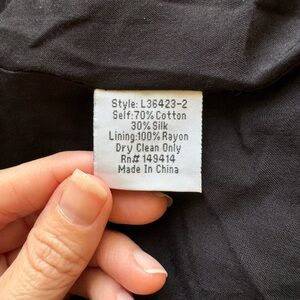 Style: L36423-2
Self:70% Cotton
30% Silk
Lining:100% Rayon
Dry Clean Only
Rn# 149414
Made In China